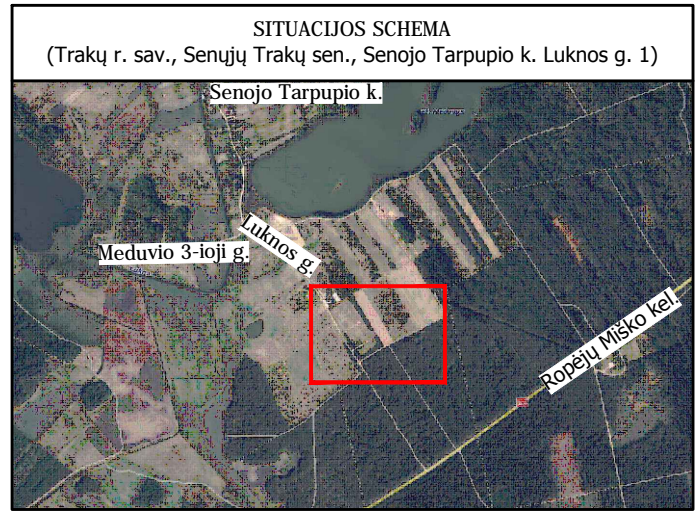 SITUACIJOS SCHEMA
(Trakų r. sav., Senųjų Trakų sen., Senojo Tarpupio k. Luknos g. 1)
Senojo Tarpupio k.
Luknos g.
Meduvio 3-ioji g.
Ropėjų Miško kel.